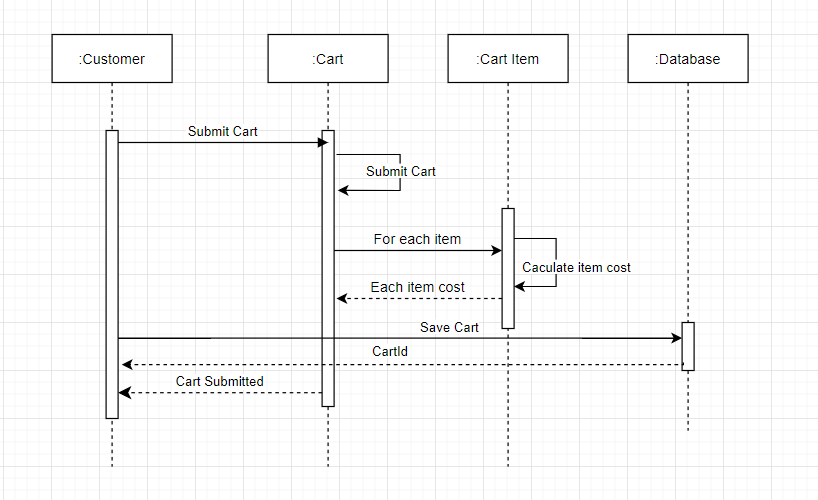 :Customer
:Cart
:Cart Item
:Database
Submit Cart
Submit Cart
For each item
Caculate item cost
Each item cost
Save Cart
CartId
Cart Submitted